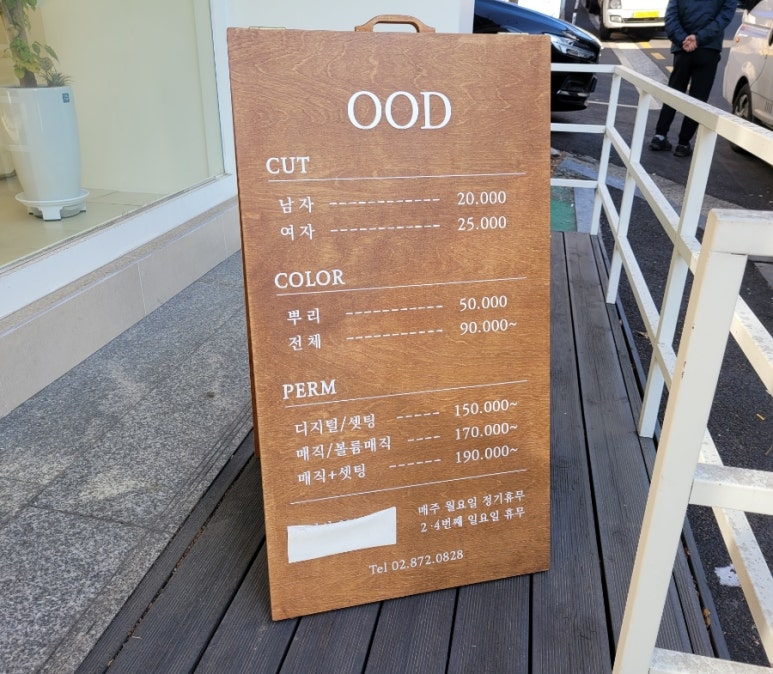 OOD
CUT
남자 ----------- 20.000
여자 ----------- 25.000
COLOR
뿌리 ----------- 50.000
전체 ----------- 90.000~
PERM
디지털/셋팅 ----- 150.000~
매직/볼륨매직 ---- 170.000~
매직+셋팅 ------ 190.000~
매주 월요일 정기휴무
2·4번째 일요일 휴무
Tel 02.872.0828